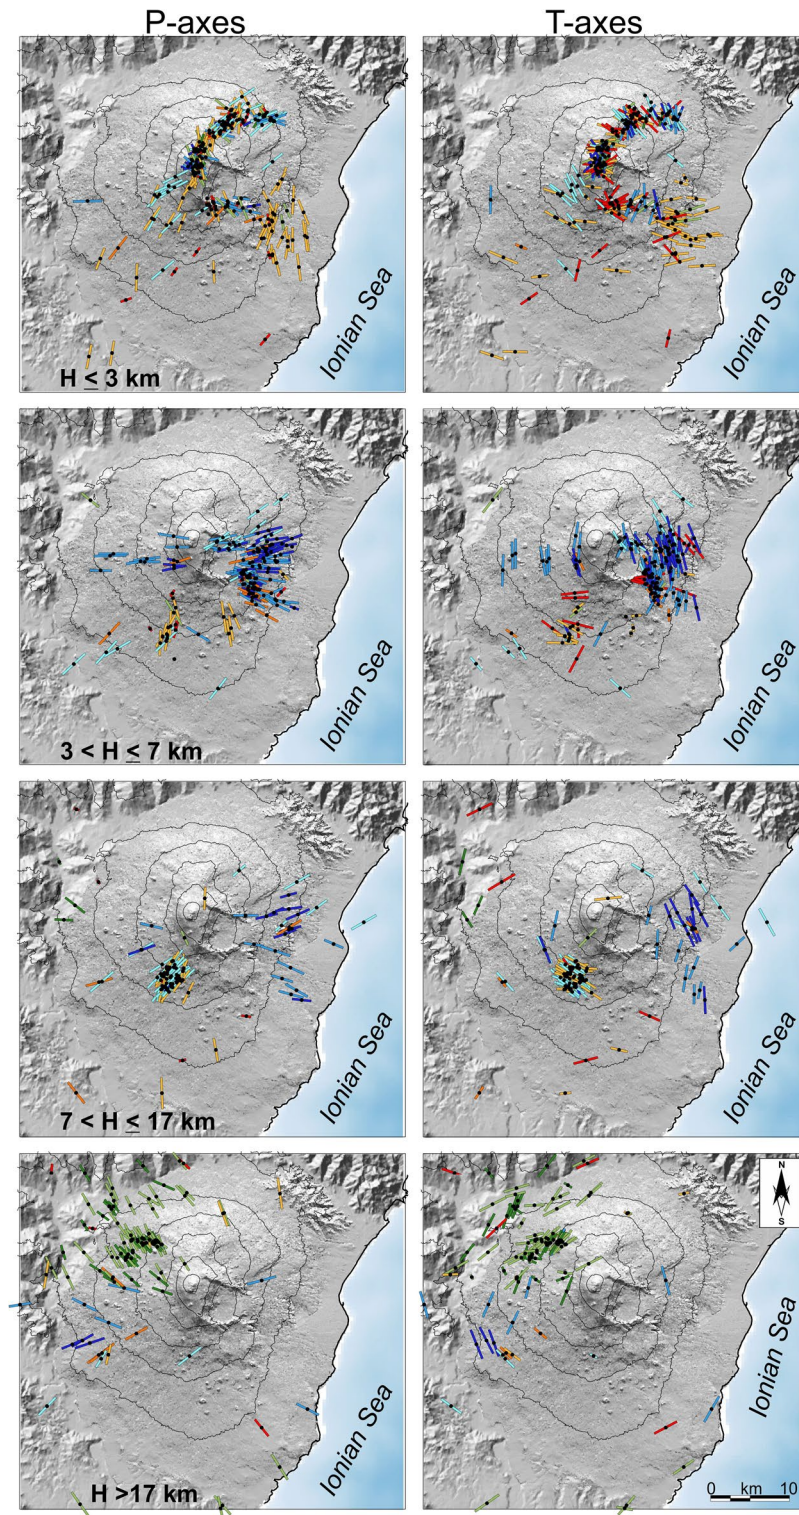 P-axes
T-axes
Ionian Sea
Ionian Sea
H ≤ 3 km
Ionian Sea
Ionian Sea
3 < H ≤ 7 km
Ionian Sea
Ionian Sea
7 < H ≤ 17 km
N
S
Ionian Sea
Ionian Sea
H >17 km
0 km 10